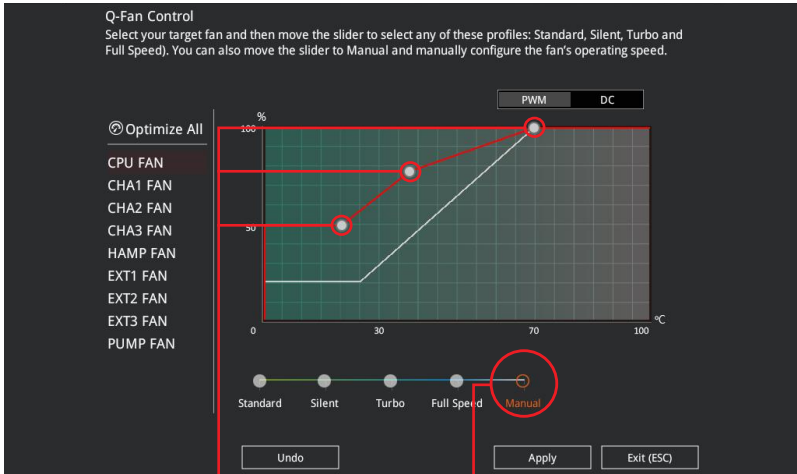 Q-Fan Control
Select your target fan and then move the slider to select any of these profiles: Standard, Silent, Turbo and
Full Speed). You can also move the slider to Manual and manually configure the fan's operating speed.
PWM DC
Optimize All
CPU FAN
CHA1 FAN
CHA2 FAN
CHA3 FAN
HAMP FAN
EXT1 FAN
EXT2 FAN
EXT3 FAN
PUMP FAN
%
100
50
0 30 70 100
ºC
Standard Silent Turbo Full Speed Manual
Undo Apply Exit (ESC)